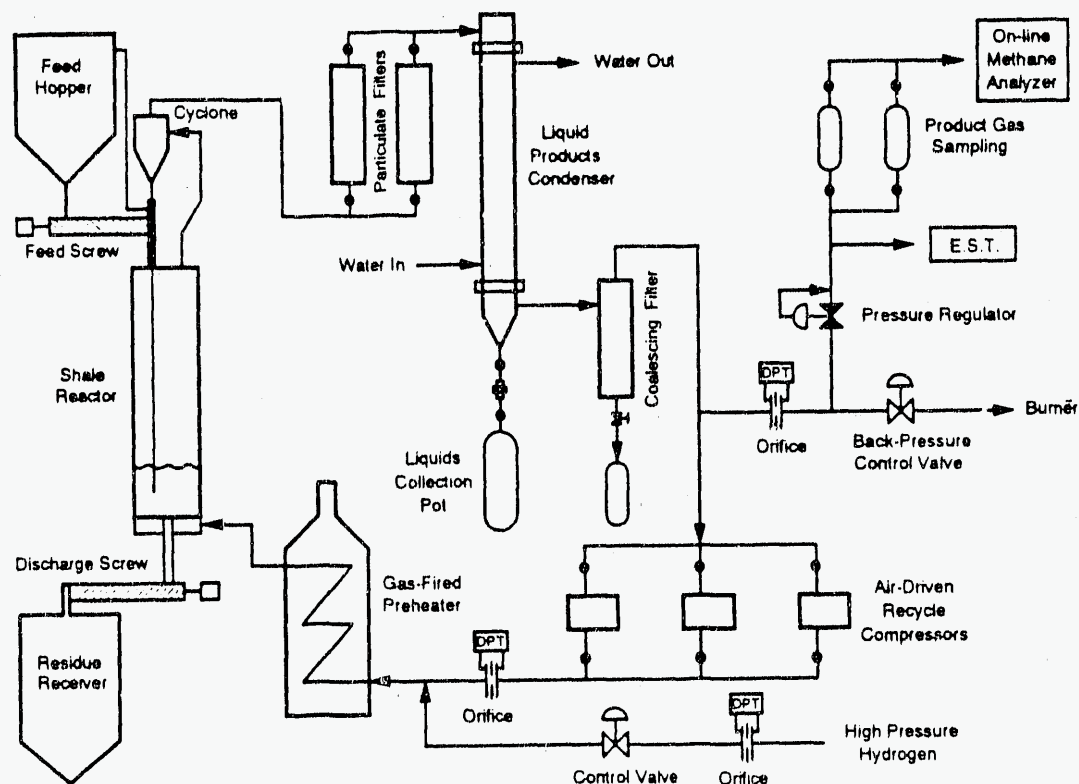 Feed
Hopper
Cyclone
Feed Screw
Particulate Filters
Water Out
Liquid
Products
Condenser
Water In
Coalescing Filter
On-line
Methane
Analyzer
Product Gas
Sampling
E.S.T.
Pressure Regulator
Shale
Reactor
DPT
Orifice
Back-Pressure
Control Valve
Burner
Liquids
Collection
Pot
Discharge Screw
Gas-Fired
Preheater
Air-Driven
Recycle
Compressors
Residue
Receiver
DPT
Orifice
DPT
High Pressure
Hydrogen
Control Valve
Orifice